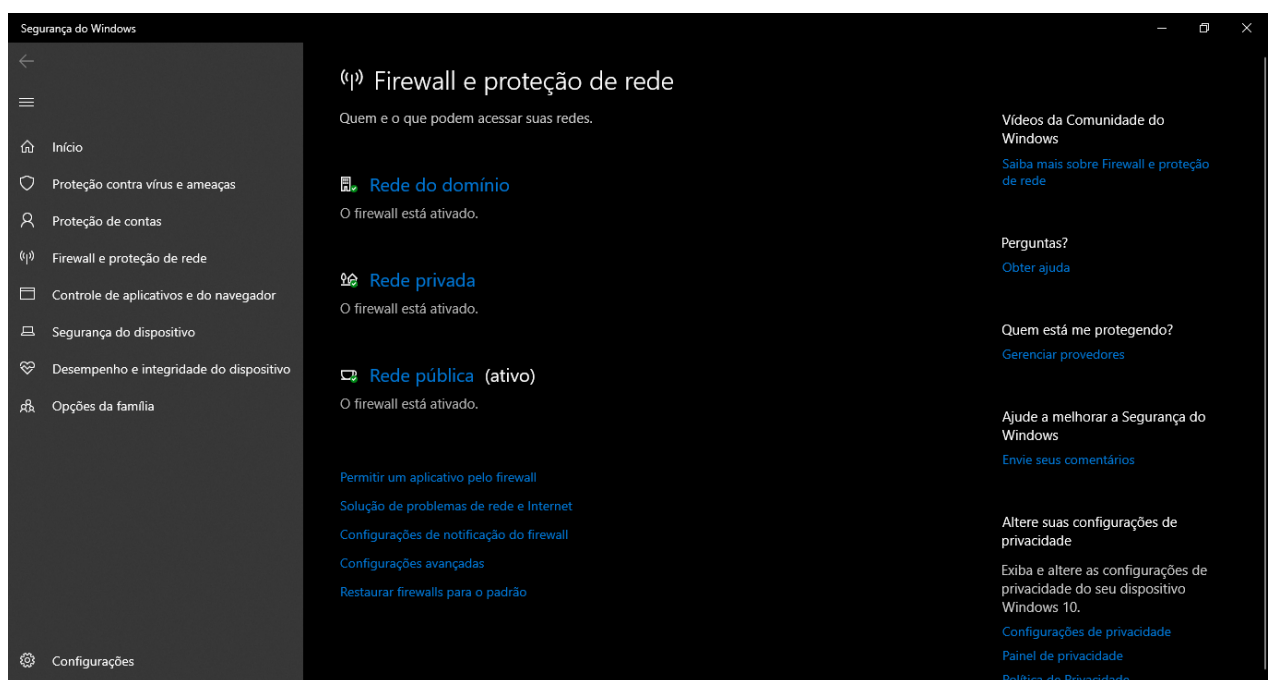 Segurança do Windows
Início
Proteção contra vírus e ameaças
Proteção de contas
Firewall e proteção de rede
Controle de aplicativos e do navegador
Segurança do dispositivo
Desempenho e integridade do dispositivo
Opções da família
Configurações
Firewall e proteção de rede
Quem e o que podem acessar suas redes.
Rede do domínio
O firewall está ativado.
Rede privada
O firewall está ativado.
Rede pública (ativo)
O firewall está ativado.
Permitir um aplicativo pelo firewall
Solução de problemas de rede e Internet
Configurações de notificação do firewall
Configurações avançadas
Restaurar firewalls para o padrão
Vídeos da Comunidade do
Windows
Saiba mais sobre Firewall e proteção
de rede
Perguntas?
Obter ajuda
Quem está me protegendo?
Gerenciar provedores
Ajude a melhorar a Segurança do
Windows
Envie seus comentários
Altere suas configurações de
privacidade
Exiba e altere as configurações de
privacidade do seu dispositivo
Windows 10.
Configurações de privacidade
Painel de privacidade
Política de Privacidade